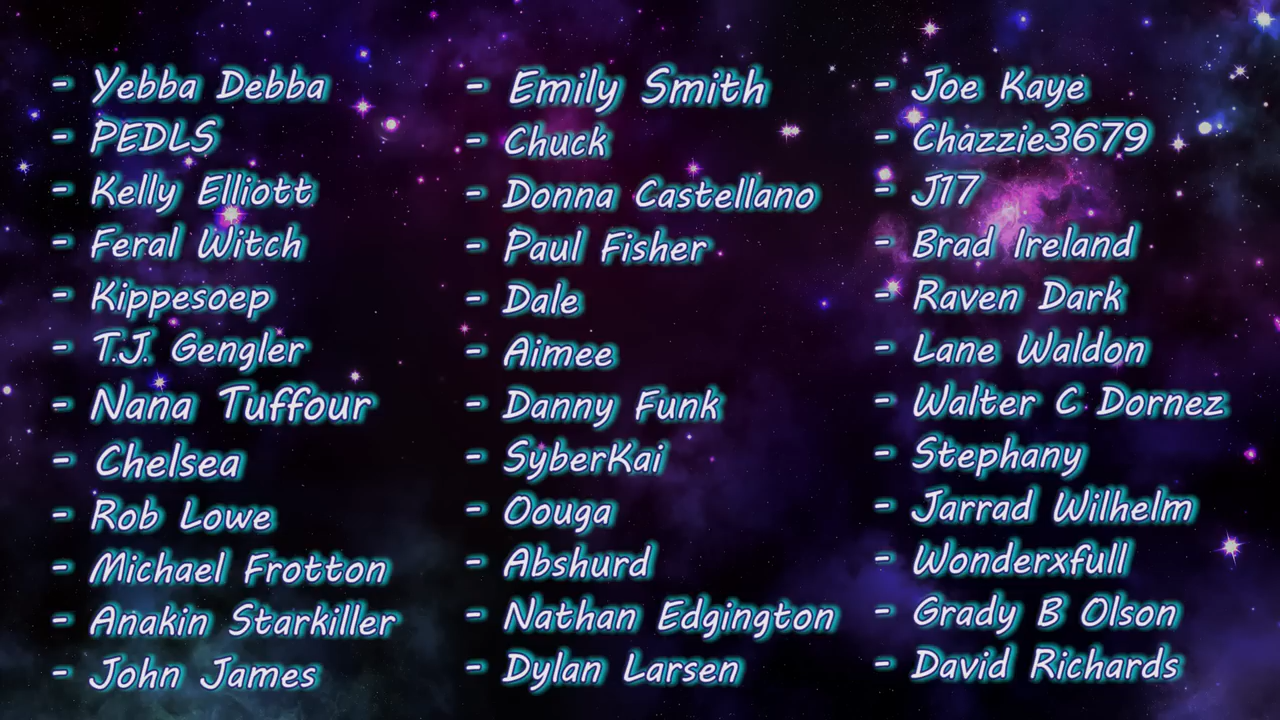 - Yebba Debba
- PEDLS
- Kelly Elliott
- Feral Witch
- Kippesoep
- T.J. Gengler
- Nana Tuffour
- Chelsea
- Rob Lowe
- Michael Frotton
- Anakin Starkiller
- John James
- Emily Smith
- Chuck
- Donna Castellano
- Paul Fisher
- Dale
- Aimee
- Danny Funk
- SyberKai
- Oouga
- Abshurd
- Nathan Edgington
- Dylan Larsen
- Joe Kaye
- Chazzie3679
- J17
- Brad Ireland
- Raven Dark
- Lane Waldon
- Walter C Dornez
- Stephany
- Jarrad Wilhelm
- Wonderxfull
- Grady B Olson
- David Richards